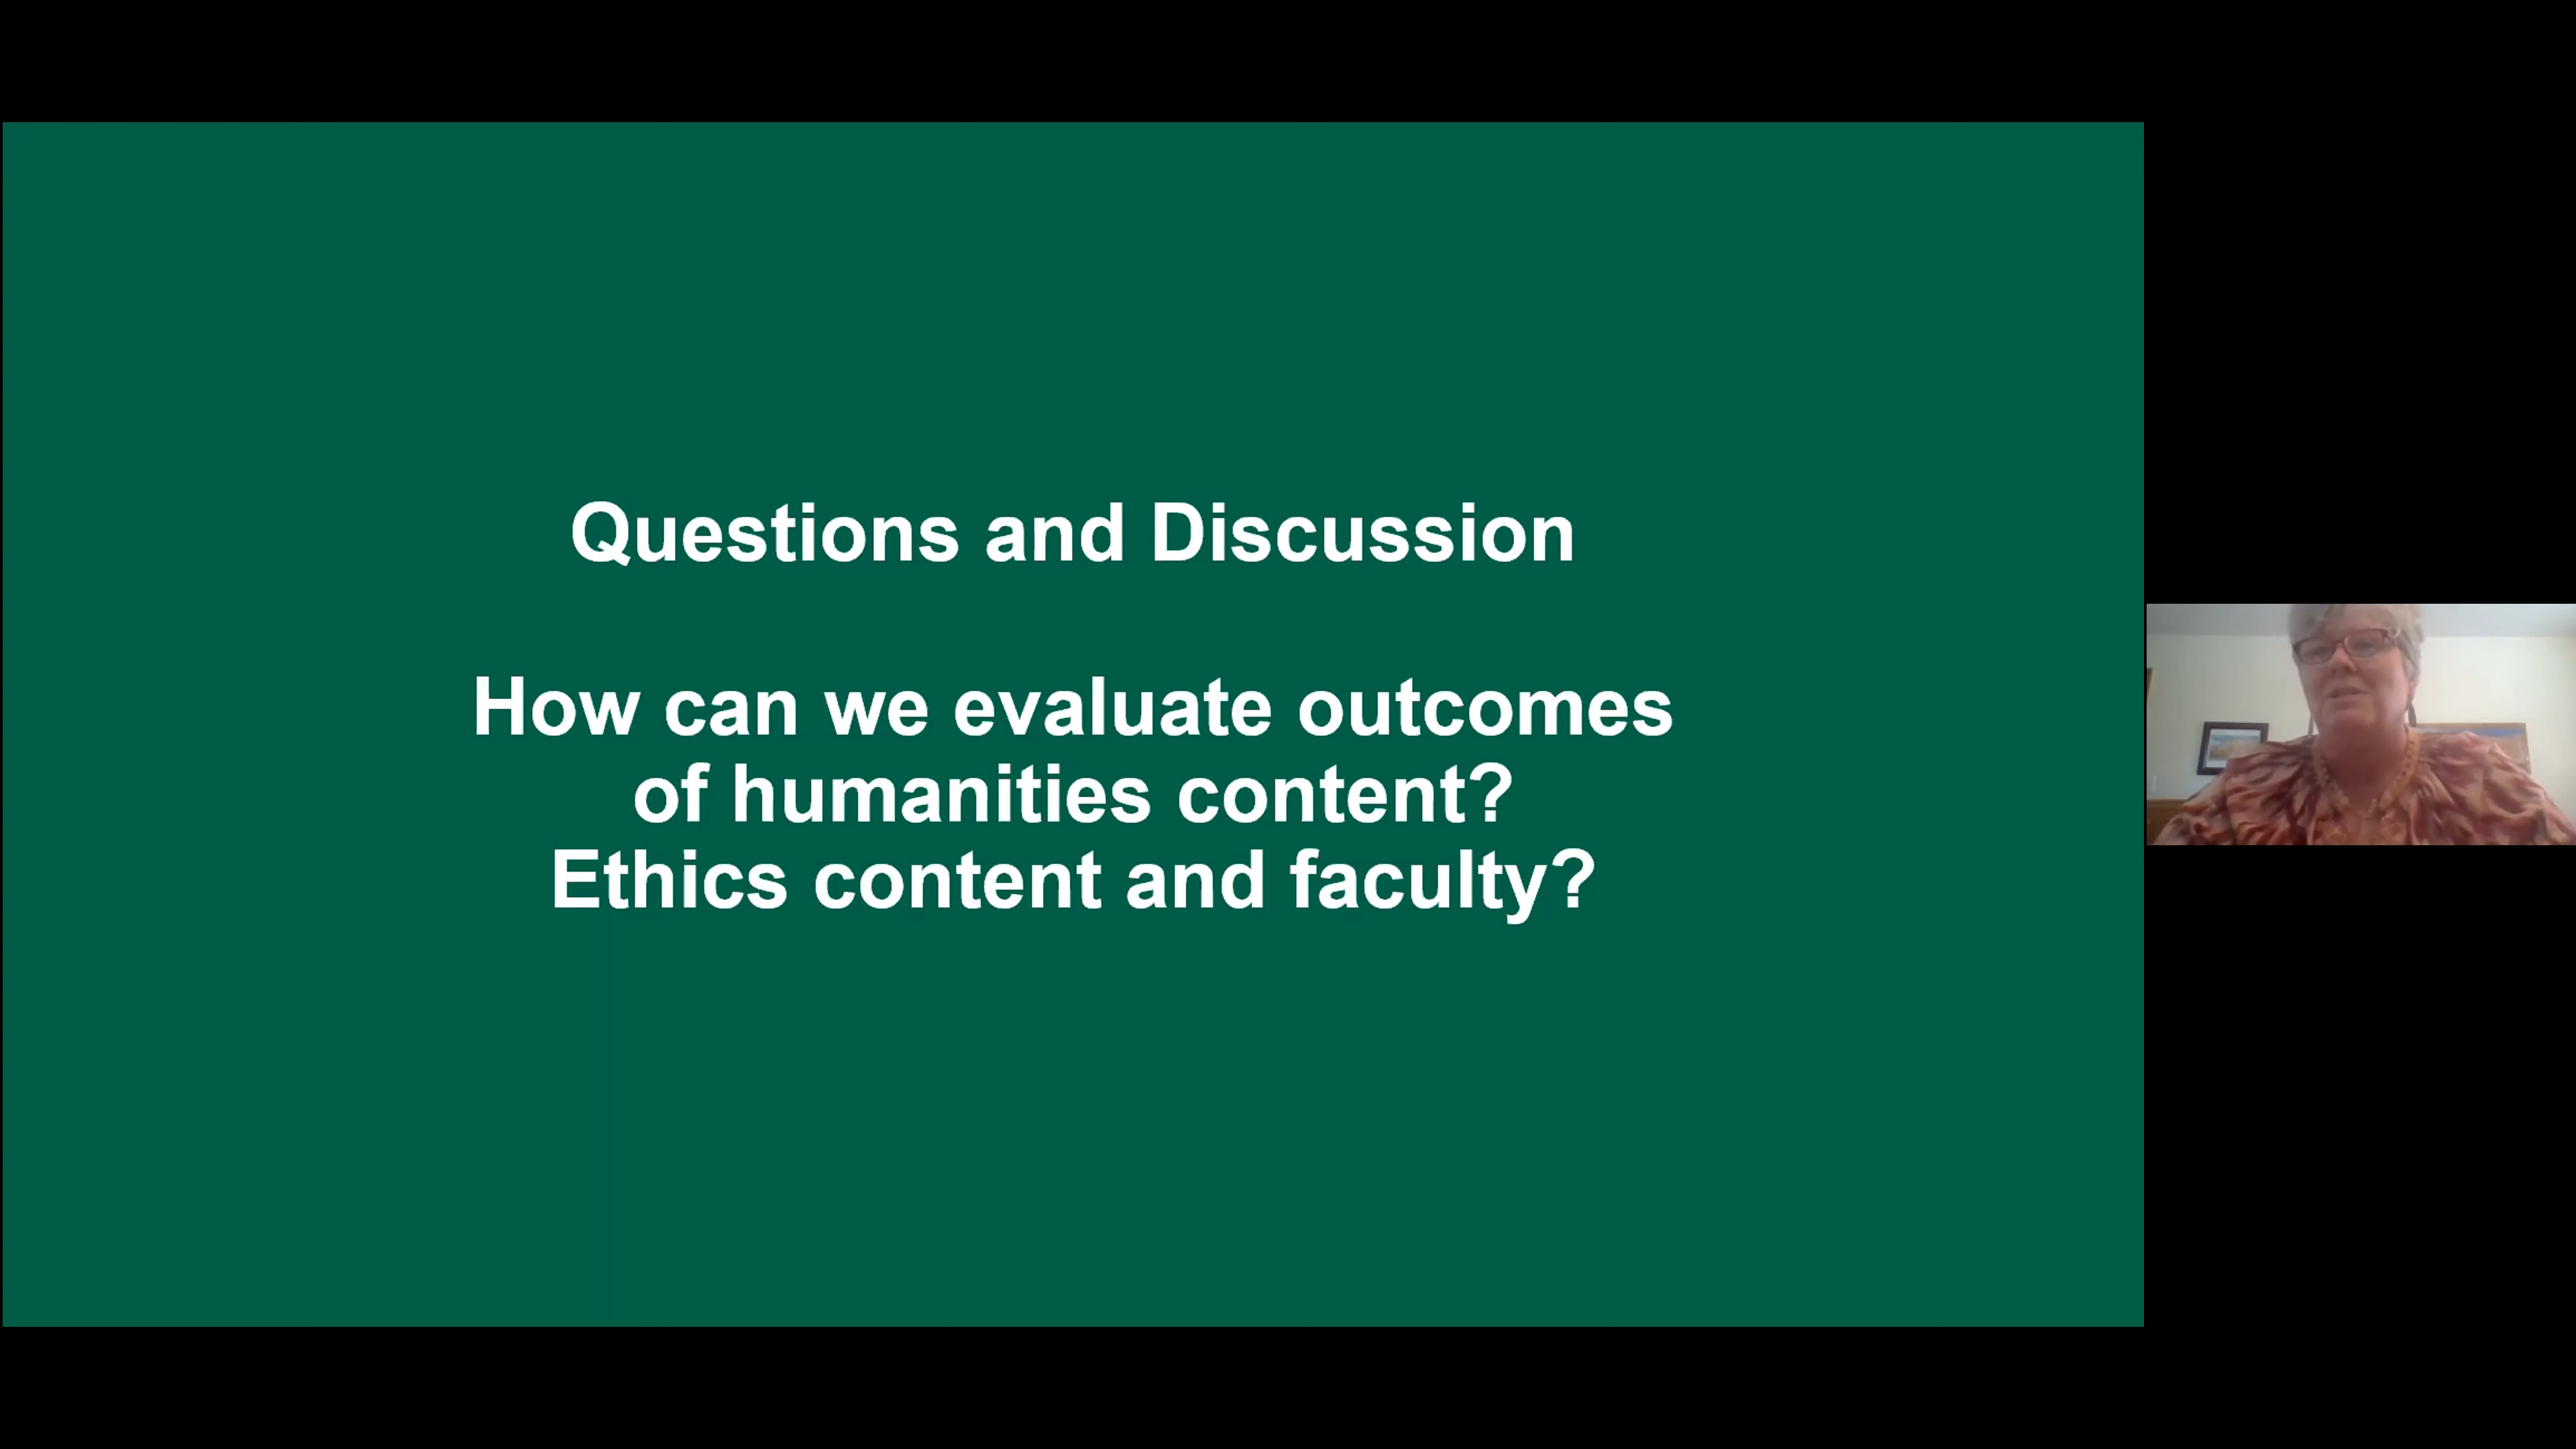 Questions and Discussion
How can we evaluate outcomes
of humanities content?
Ethics content and faculty?